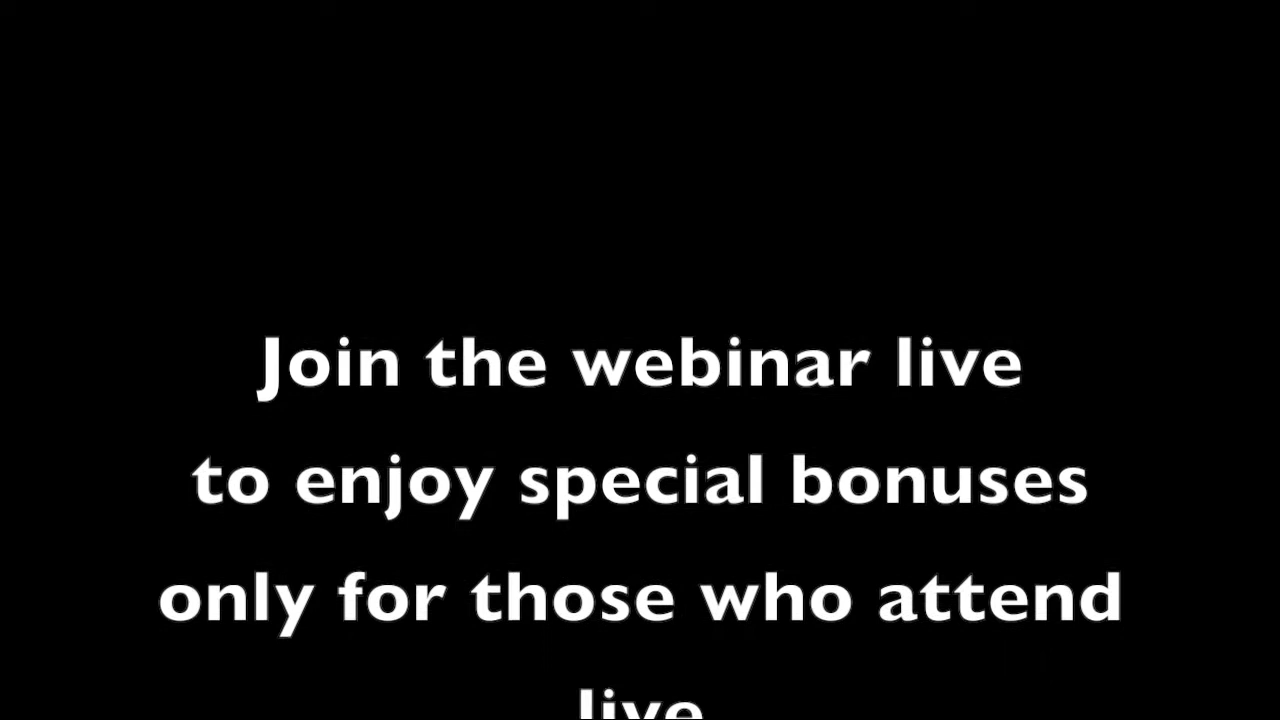 Join the webinar live
to enjoy special bonuses
only for those who attend
live